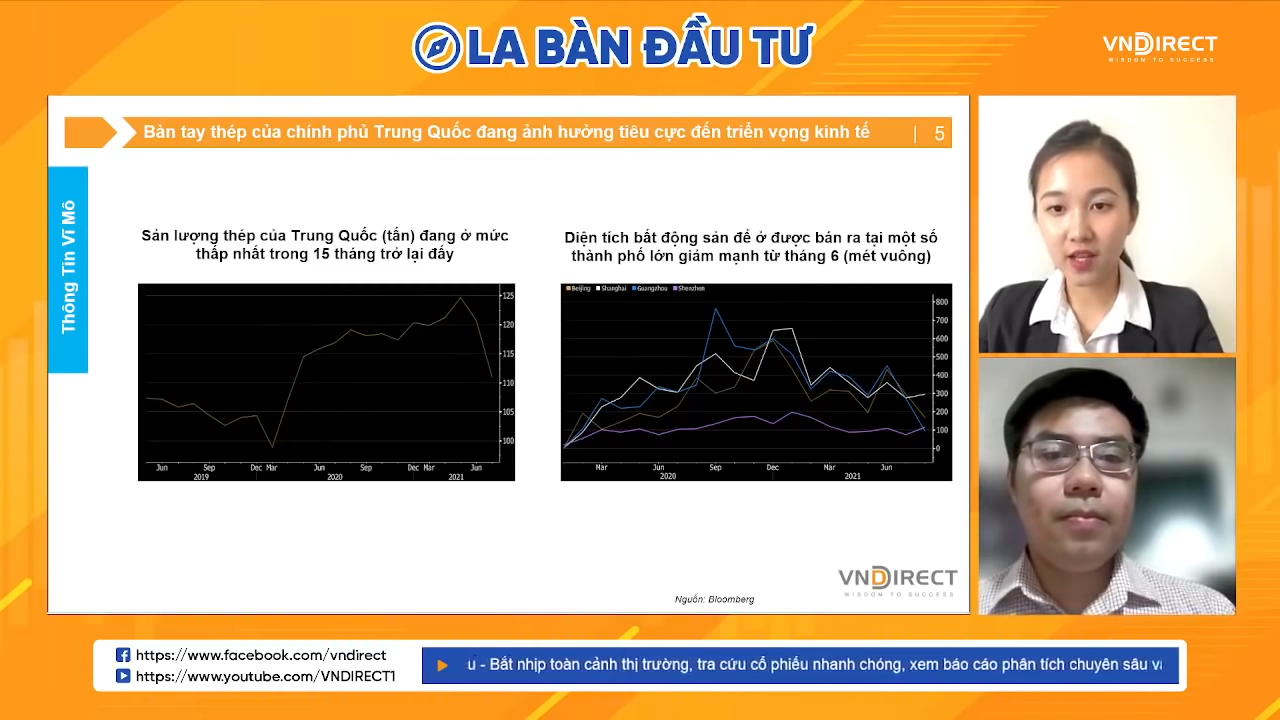 LA BÀN ĐẦU TƯ
VNDIRECT
WISDOM TO SUCCESS
Bàn tay thép của chính phủ Trung Quốc đang ảnh hưởng tiêu cực đến triển vọng kinh tế | 5
Thông Tin Vĩ Mô
Sản lượng thép của Trung Quốc (tấn) đang ở mức
thấp nhất trong 15 tháng trở lại đấy
125
120
115
110
105
100
Jun Sep Dec Mar Jun Sep Dec Mar Jun
2019 2020 2021
Diện tích bất động sản để ở được bán ra tại một số
thành phố lớn giảm mạnh từ tháng 6 (mét vuông)
Beijing Shanghai Guangzhou Shenzhen
800
700
600
500
400
300
200
100
0
Mar Jun Sep Dec Mar Jun
2020 2021
VNDIRECT
WISDOM TO SUCCESS
Nguồn: Bloomberg
https://www.facebook.com/vndirect
https://www.youtube.com/VNDIRECT1
- Bắt nhịp toàn cảnh thị trường, tra cứu cổ phiếu nhanh chóng, xem báo cáo phân tích chuyên sâu